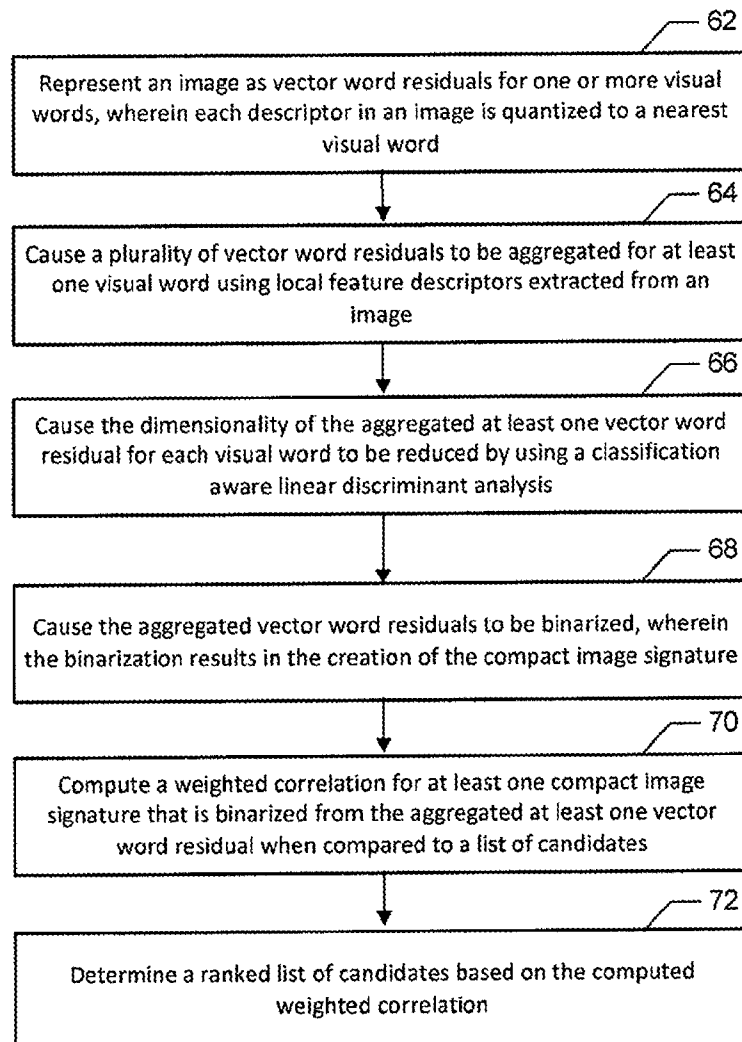 62
Represent an image as vector word residuals for one or more visual
words, wherein each descriptor in an image is quantized to a nearest
visual word
64
Cause a plurality of vector word residuals to be aggregated for at least
one visual word using local feature descriptors extracted from an
image
66
Cause the dimensionality of the aggregated at least one vector word
residual for each visual word to be reduced by using a classification
aware linear discriminant analysis
68
Cause the aggregated vector word residuals to be binarized, wherein
the binarization results in the creation of the compact image signature
70
Compute a weighted correlation for at least one compact image
signature that is binarized from the aggregated at least one vector
word residual when compared to a list of candidates
72
Determine a ranked list of candidates based on the computed
weighted correlation